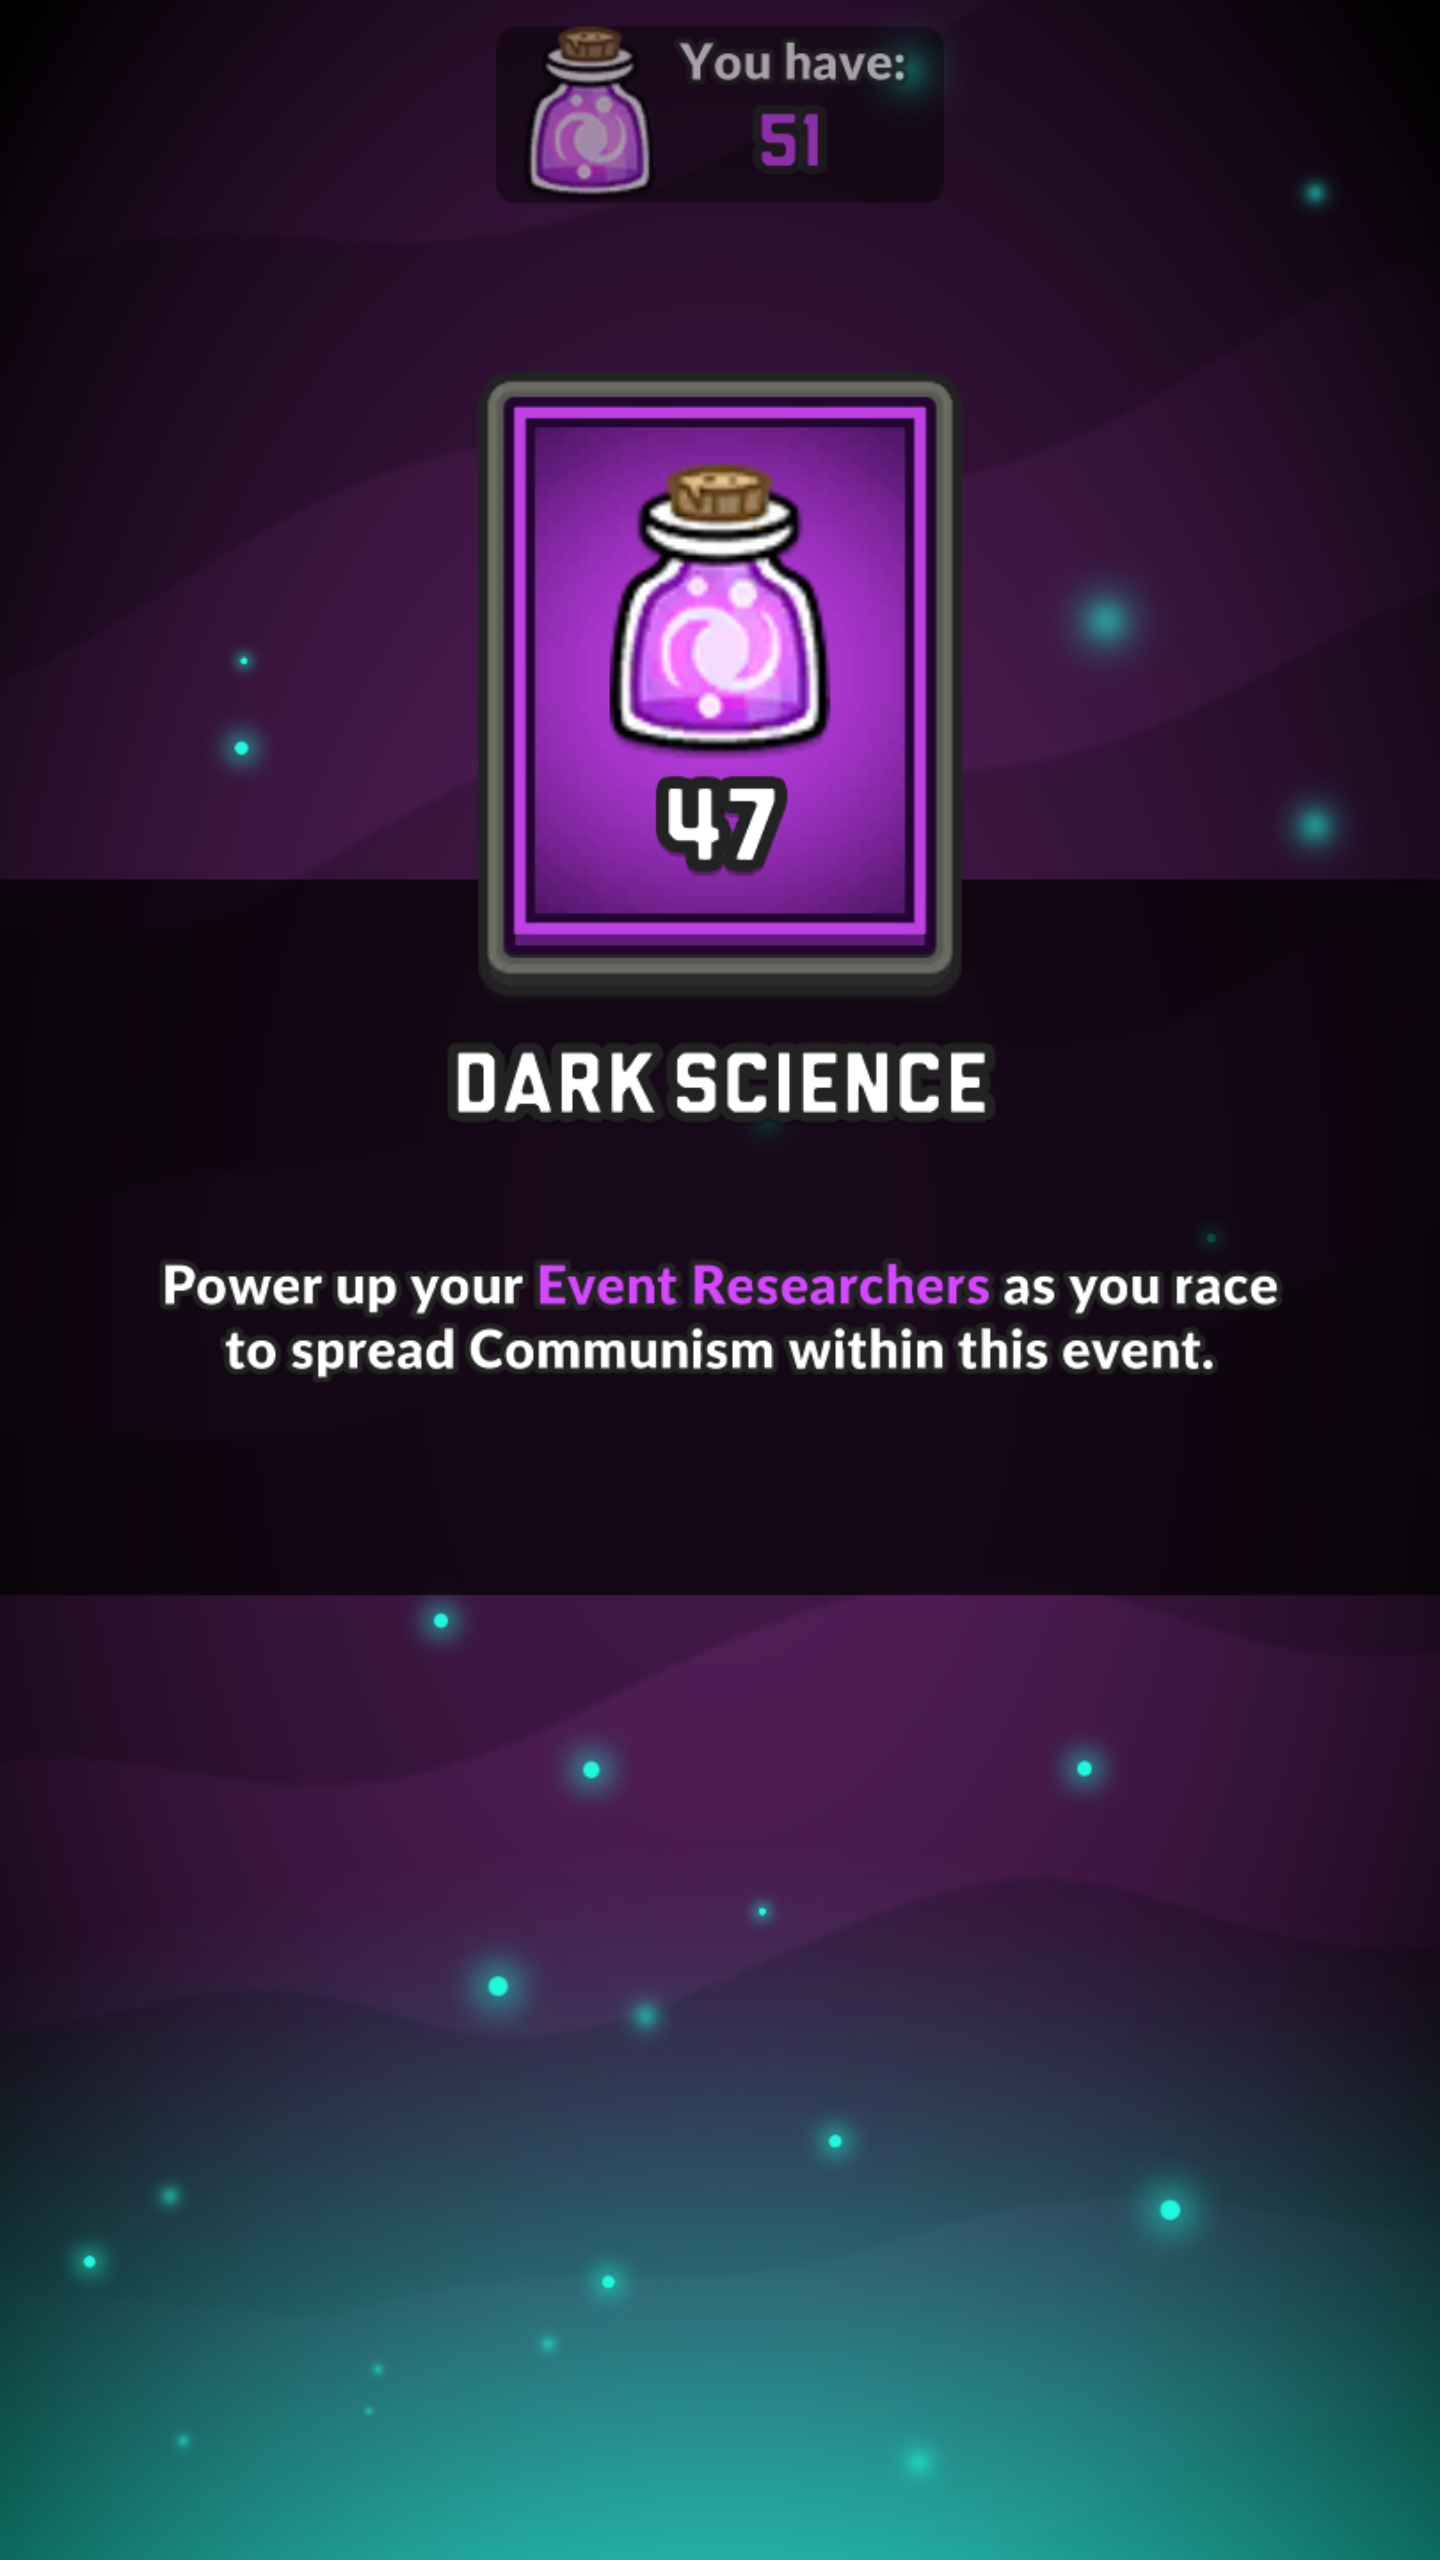 You have:
51
47
DARK SCIENCE
Power up your Event Researchers as you race
to spread Communism within this event.